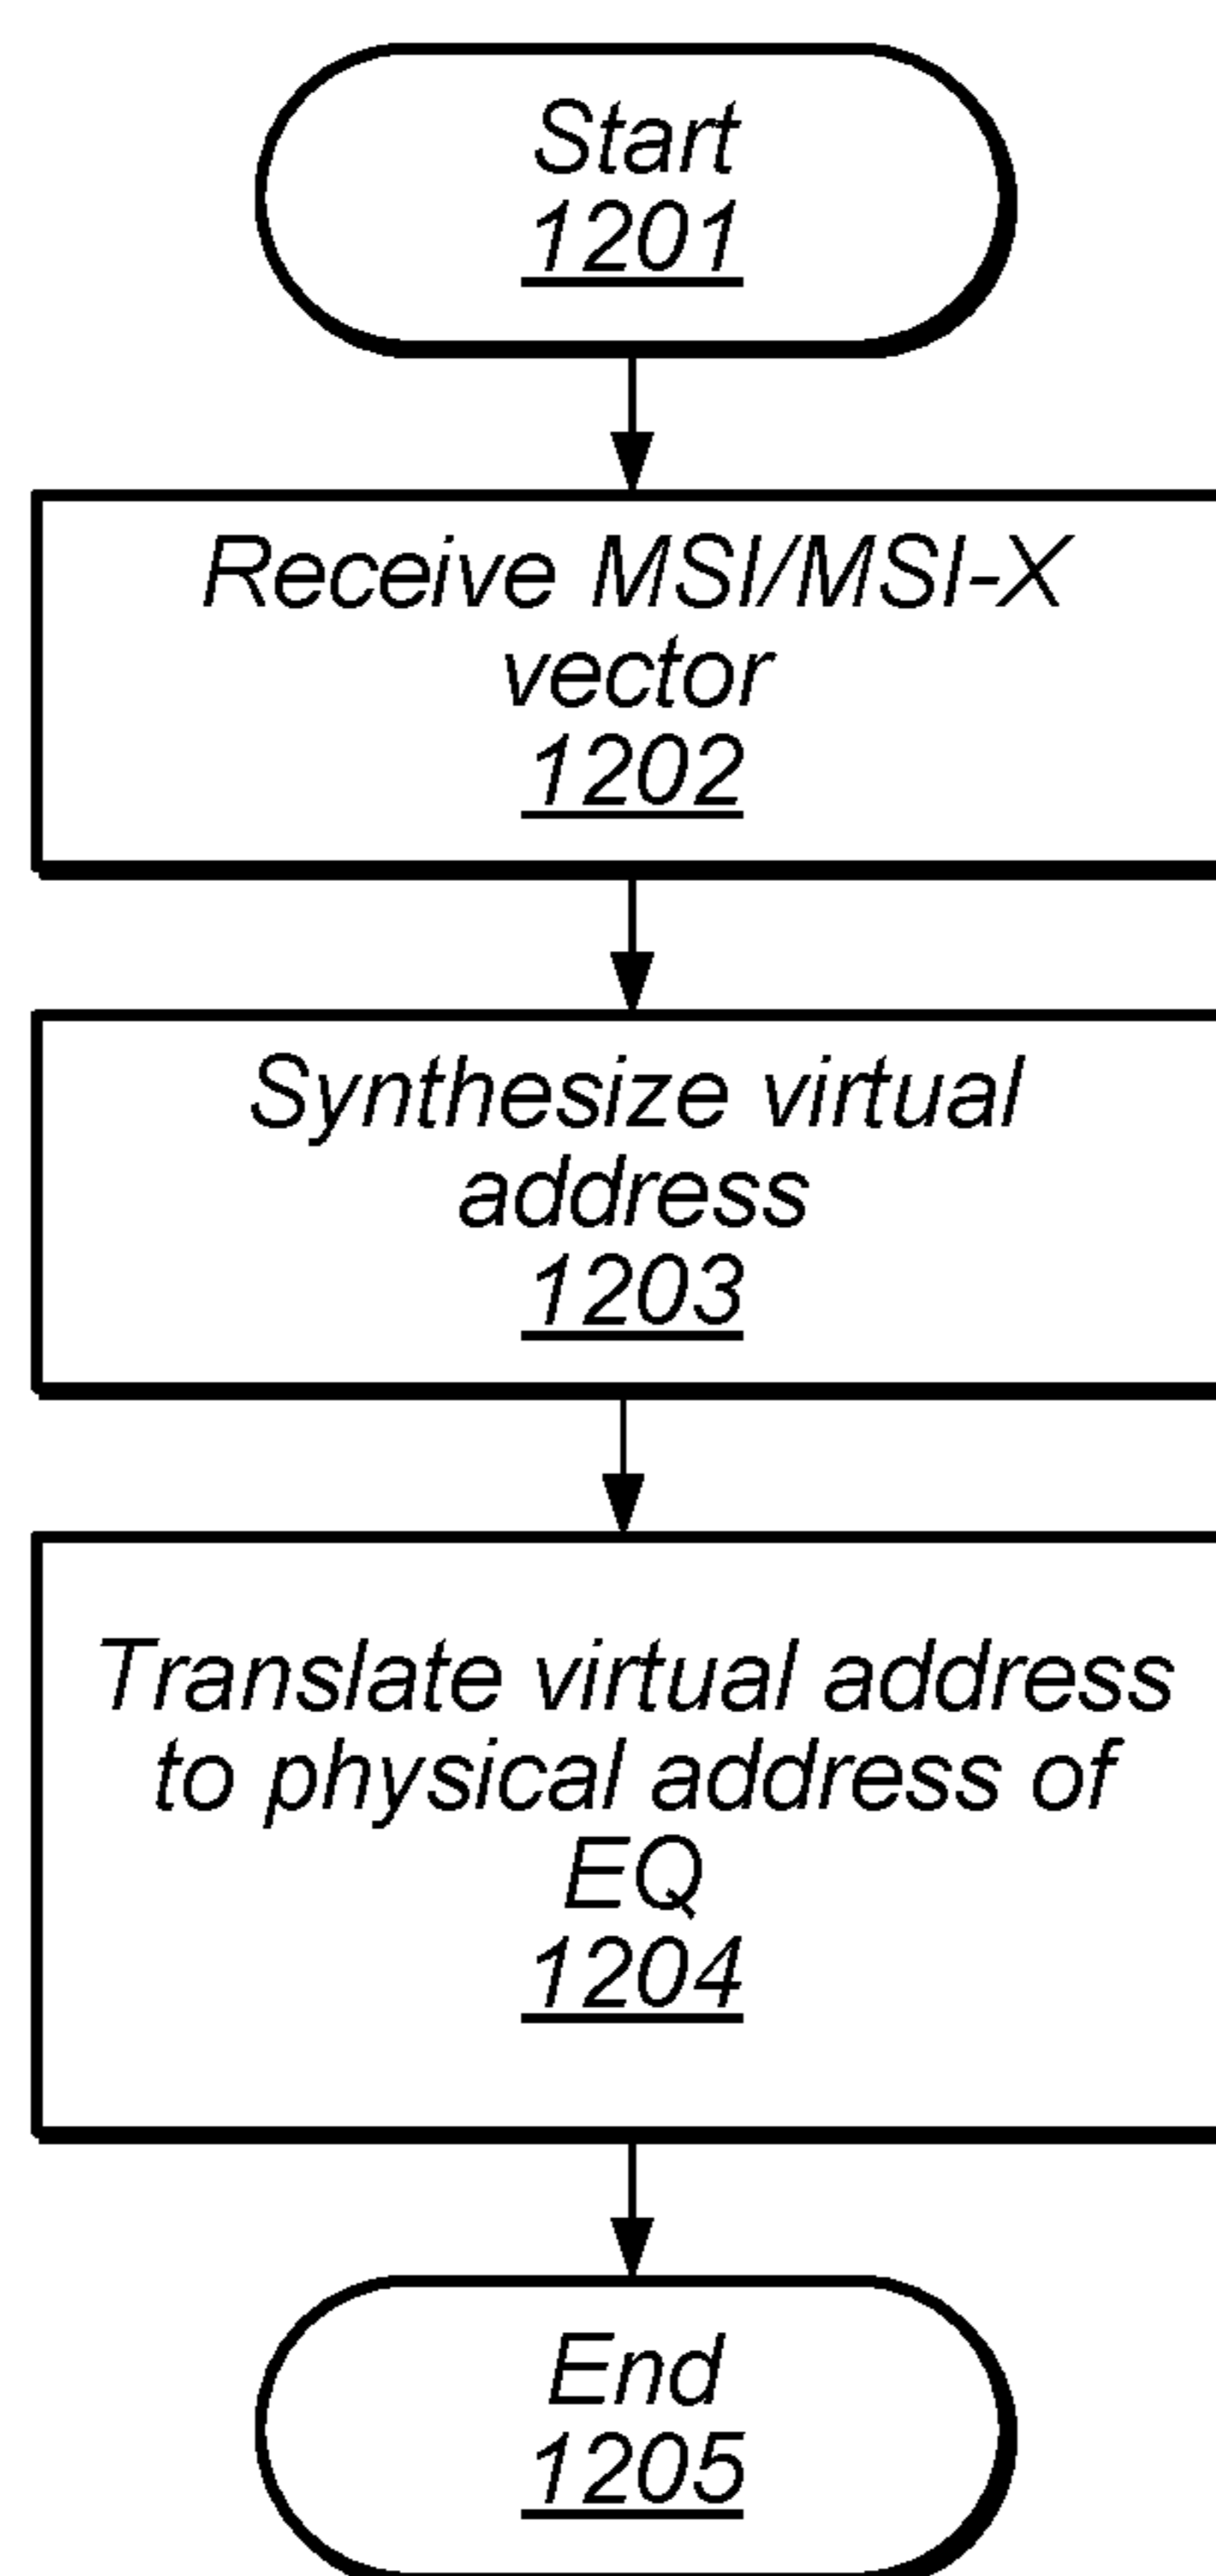 Start
1201
Receive MSI/MSI-X
vector
1202
Synthesize virtual
address
1203
Translate virtual address
to physical address of
EQ
1204
End
1205